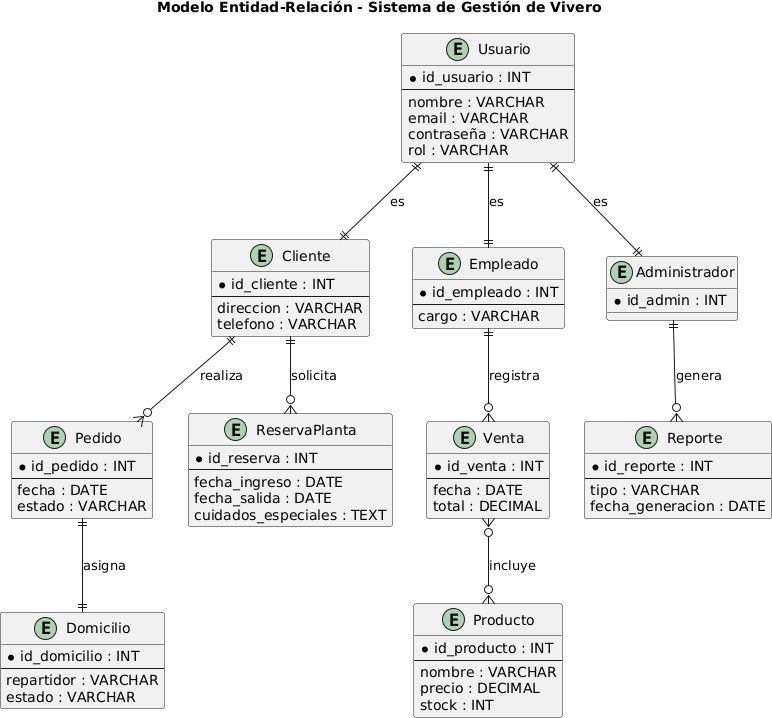 Modelo Entidad-Relación - Sistema de Gestión de Vivero
E Usuario
id_usuario : INT
nombre : VARCHAR
email : VARCHAR
contraseña : VARCHAR
rol : VARCHAR
es
es
es
E Cliente
id_cliente : INT
direccion : VARCHAR
telefono : VARCHAR
E Empleado
id_empleado : INT
cargo : VARCHAR
E Administrador
id_admin : INT
realiza
solicita
registra
genera
E Pedido
id_pedido : INT
fecha : DATE
estado : VARCHAR
E ReservaPlanta
id_reserva : INT
fecha_ingreso : DATE
fecha_salida : DATE
cuidados_especiales : TEXT
E Venta
id_venta : INT
fecha : DATE
total : DECIMAL
E Reporte
id_reporte : INT
tipo : VARCHAR
fecha_generacion : DATE
asigna
incluye
E Domicilio
id_domicilio : INT
repartidor : VARCHAR
estado : VARCHAR
E Producto
id_producto : INT
nombre : VARCHAR
precio : DECIMAL
stock : INT